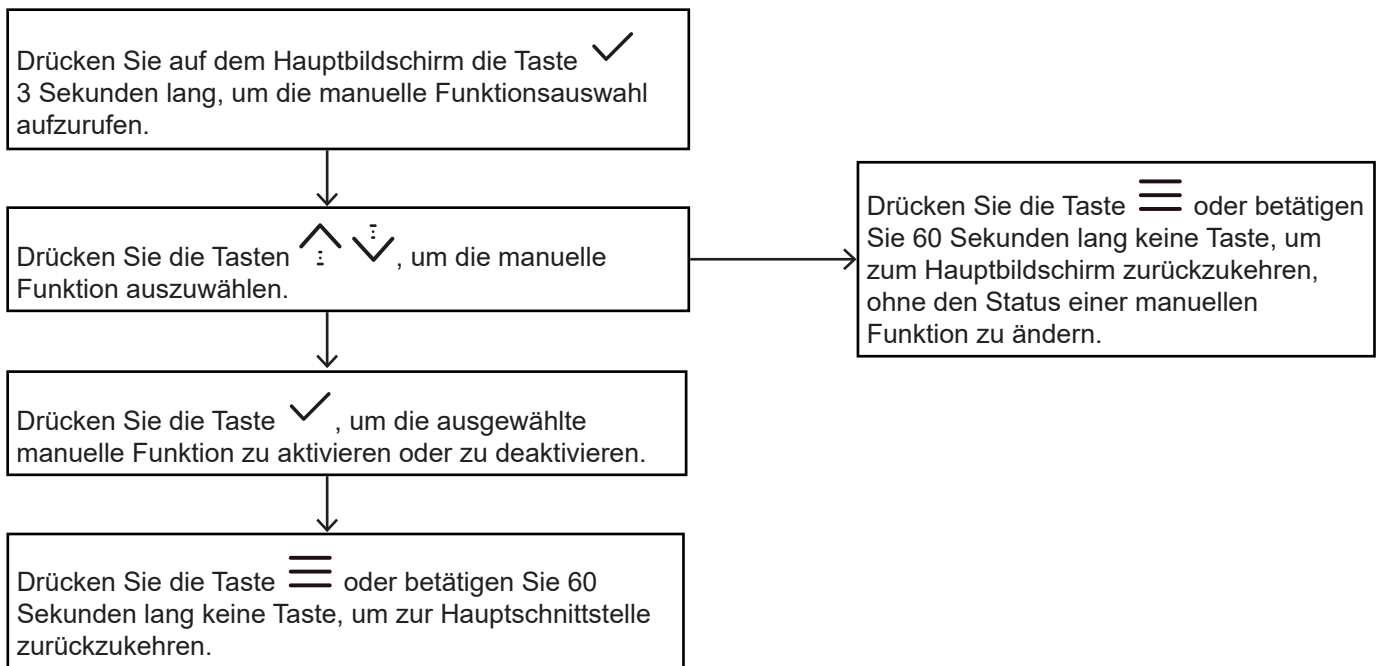 Drücken Sie auf dem Hauptbildschirm die Taste
3 Sekunden lang, um die manuelle Funktionsauswahl
aufzurufen.
Drücken Sie die Tasten , um die manuelle
Funktion auszuwählen.
Drücken Sie die Taste oder betätigen
Sie 60 Sekunden lang keine Taste, um
zum Hauptbildschirm zurückzukehren,
ohne den Status einer manuellen
Funktion zu ändern.
Drücken Sie die Taste , um die ausgewählte
manuelle Funktion zu aktivieren oder zu deaktivieren.
Drücken Sie die Taste oder betätigen Sie 60
Sekunden lang keine Taste, um zur Hauptschnittstelle
zurückzukehren.